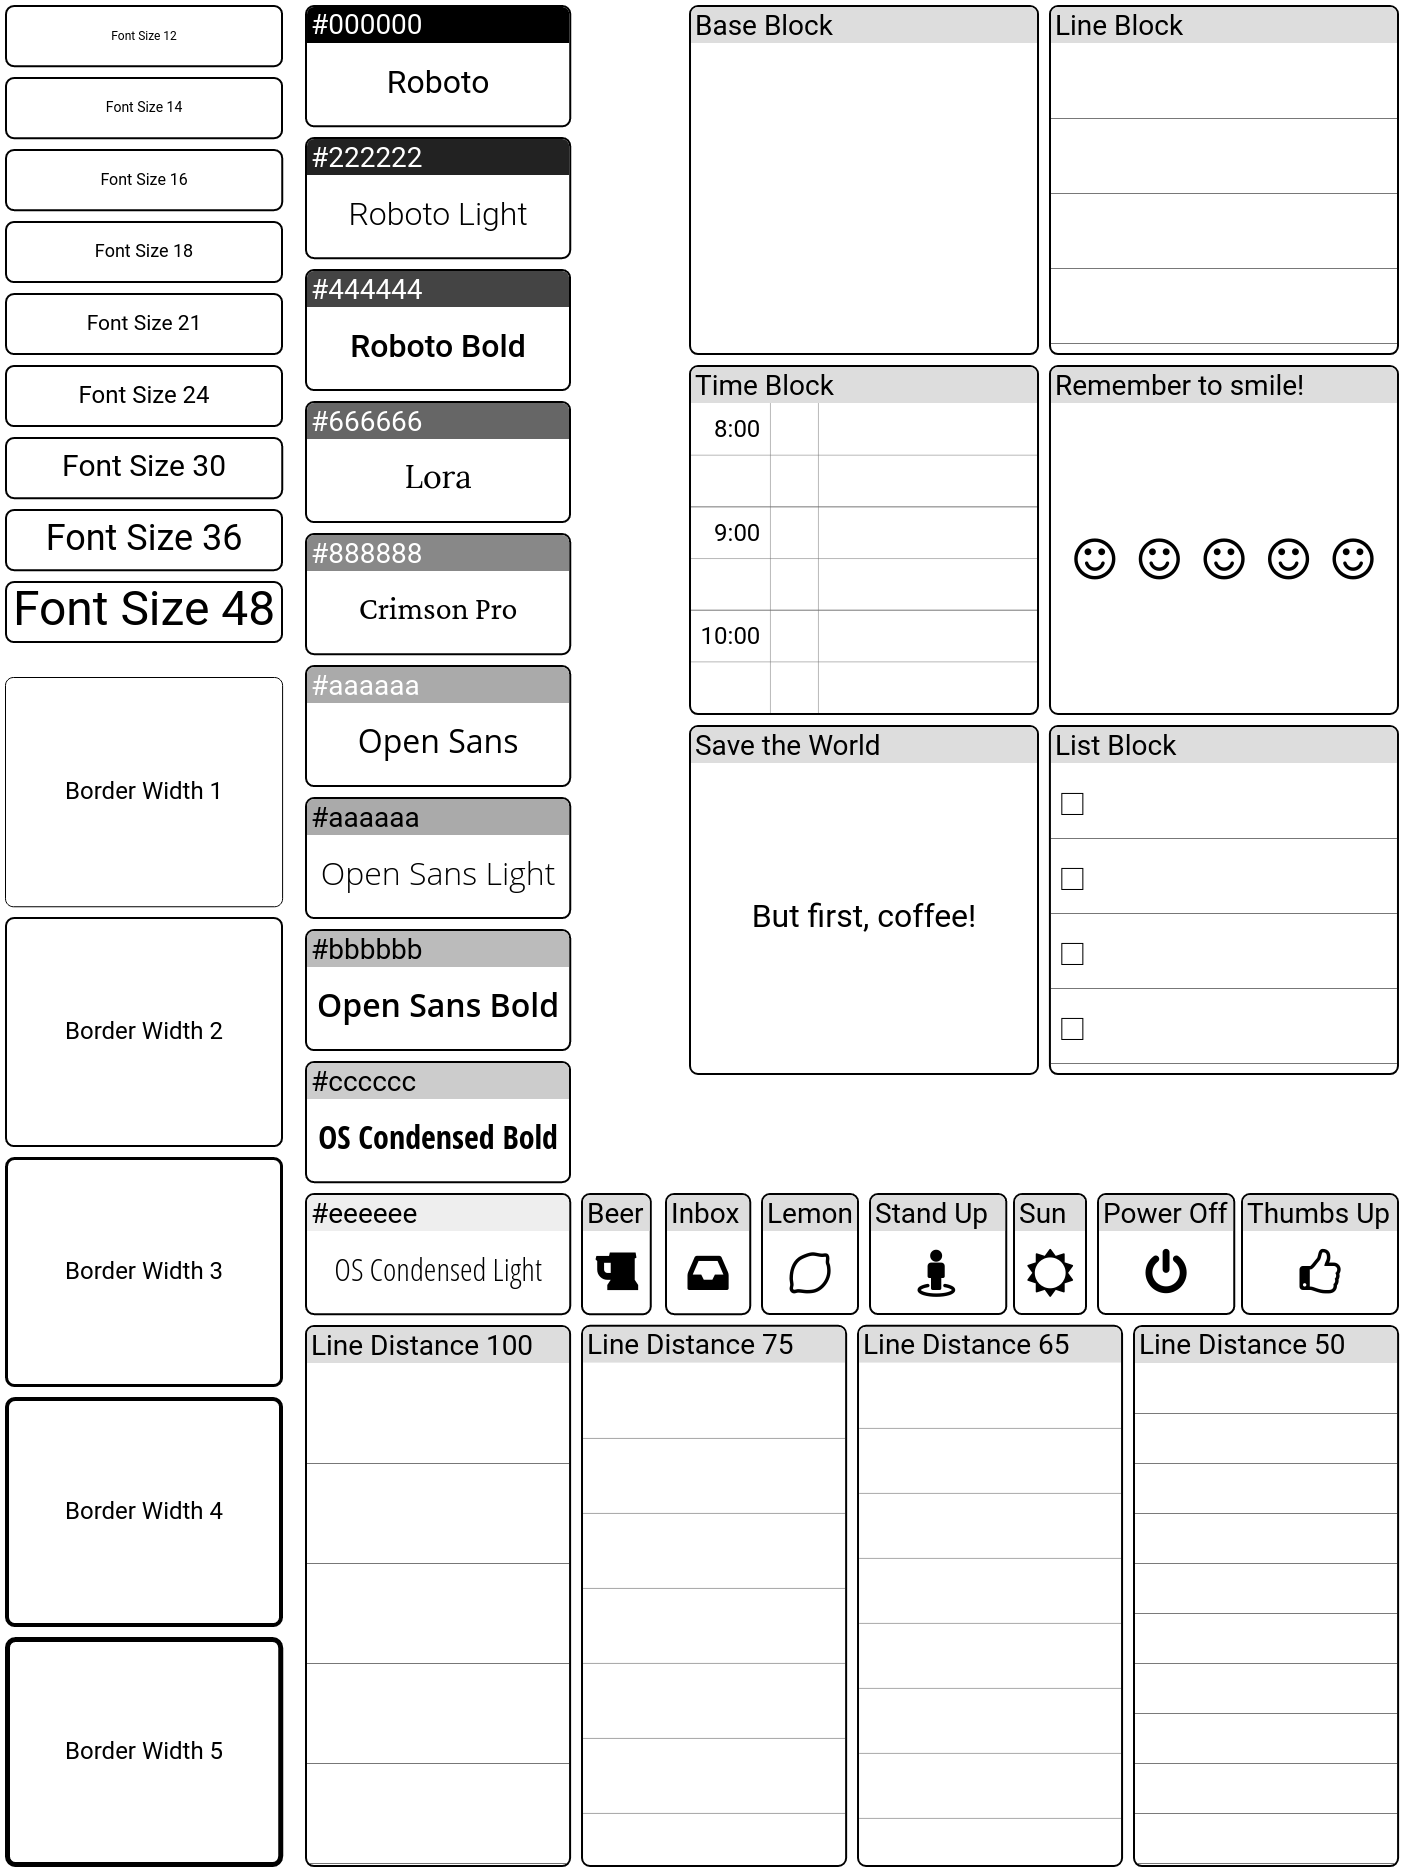 Font Size 12
Font Size 14
Font Size 16
Font Size 18
Font Size 21
Font Size 24
Font Size 30
Font Size 36
Font Size 48
Border Width 1
Border Width 2
Border Width 3
Border Width 4
Border Width 5
#000000
Roboto
#222222
Roboto Light
#444444
Roboto Bold
#666666
Lora
#888888
Crimson Pro
#aaaaaa
Open Sans
#aaaaaa
Open Sans Light
#bbbbbb
Open Sans Bold
#cccccc
OS Condensed Bold
#eeeeee
OS Condensed Light
Base Block
Line Block
Time Block
8:00
9:00
10:00
Remember to smile!
Save the World
But first, coffee!
List Block
Beer
Inbox
Lemon
Stand Up
Sun
Power Off
Thumbs Up
Line Distance 100
Line Distance 75
Line Distance 65
Line Distance 50